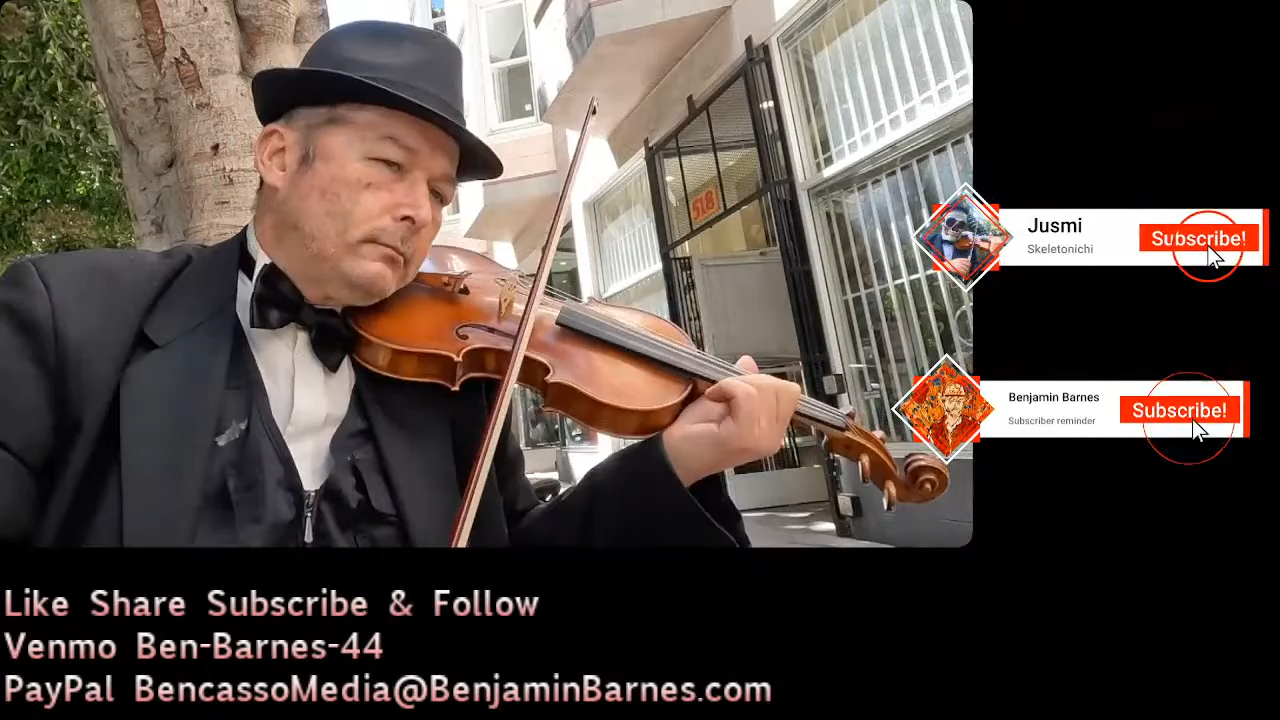 518
Jusmi
Skeletonichi
Subscribe!
Benjamin Barnes
Subscriber reminder
Subscribe!
Like Share Subscribe & Follow
Venmo Ben-Barnes-44
PayPal BencassoMedia@BenjaminBarnes.com